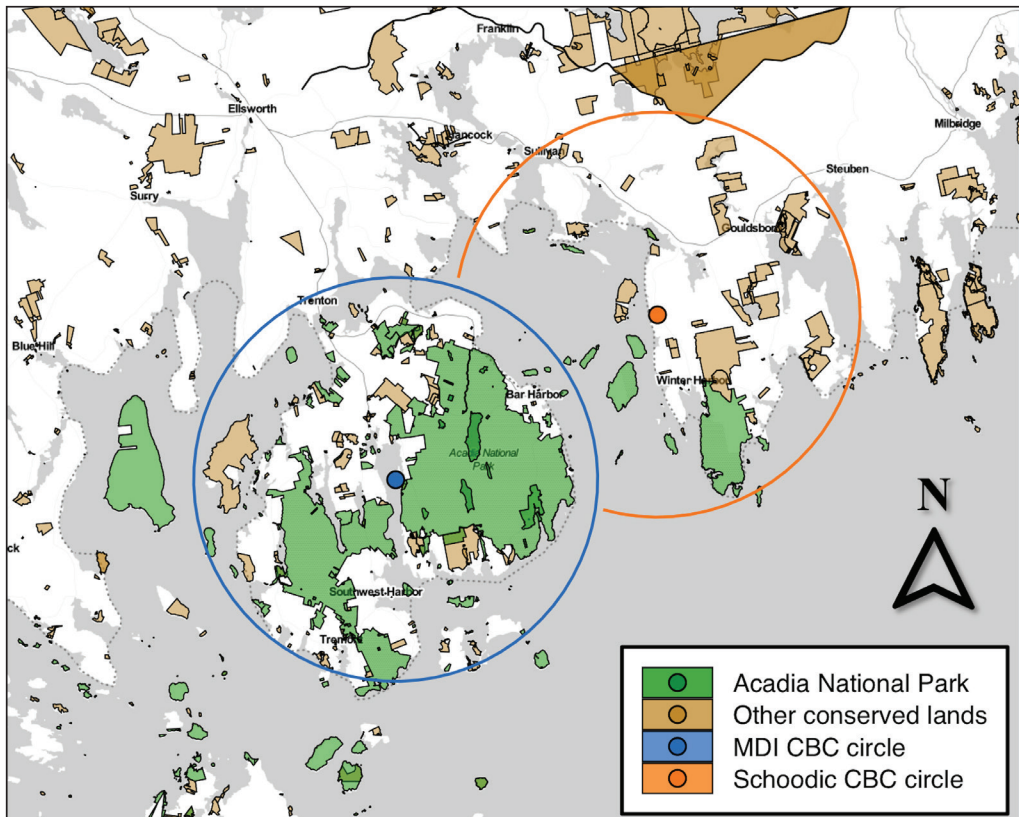 Franklin
Ellsworth
Hancock
Milbridge
Sullivan
Steuben
Surry
Gouldsboro
Trenton
Blue Hill
Winter Harbor
Bar Harbor
Acadia National
Park
N
ck
Southwest Harbor
Tremont
Acadia National Park
Other conserved lands
MDI CBC circle
Schoodic CBC circle